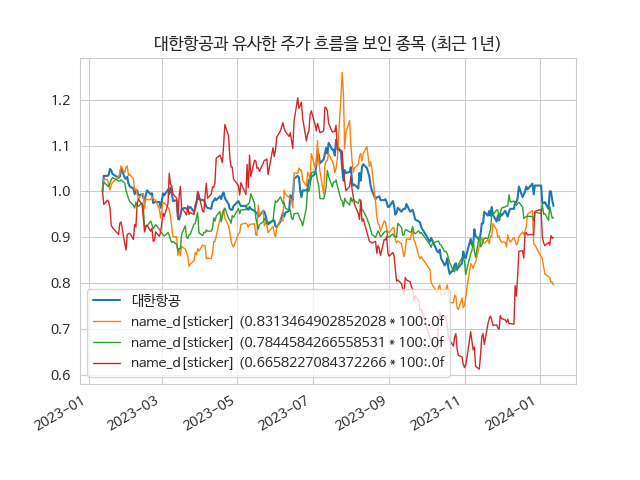 대한항공과 유사한 주가 흐름을 보인 종목 (최근 1년)
1.2
1.1
1.0
0.9
0.8
0.7
0.6
대한항공
name_d[sticker] (0.8313464902852028 * 100:.0f
name_d[sticker] (0.7844584266558531 * 100:.0f
name_d[sticker] (0.6658227084372266 * 100:.0f
2023-01
2023-03
2023-05
2023-07
2023-09
2023-11
2024-01